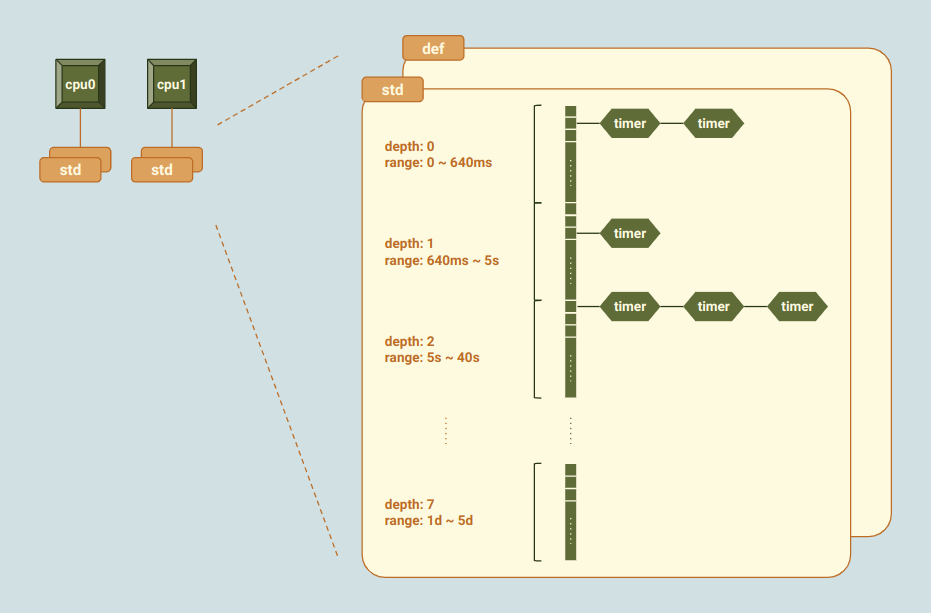 cpu0
cpu1
std
std
def
std
depth: 0
range: 0 ~ 640ms
timer
timer
depth: 1
range: 640ms ~ 5s
timer
depth: 2
range: 5s ~ 40s
timer
timer
timer
depth: 7
range: 1d ~ 5d